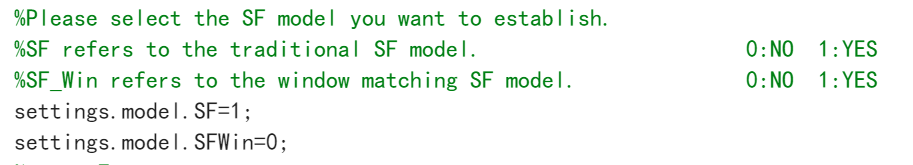 %Please select the SF model you want to establish.
%SF refers to the traditional SF model. 0:NO 1:YES
%SF_Win refers to the window matching SF model. 0:NO 1:YES
settings.model.SF=1;
settings.model.SFWin=0;